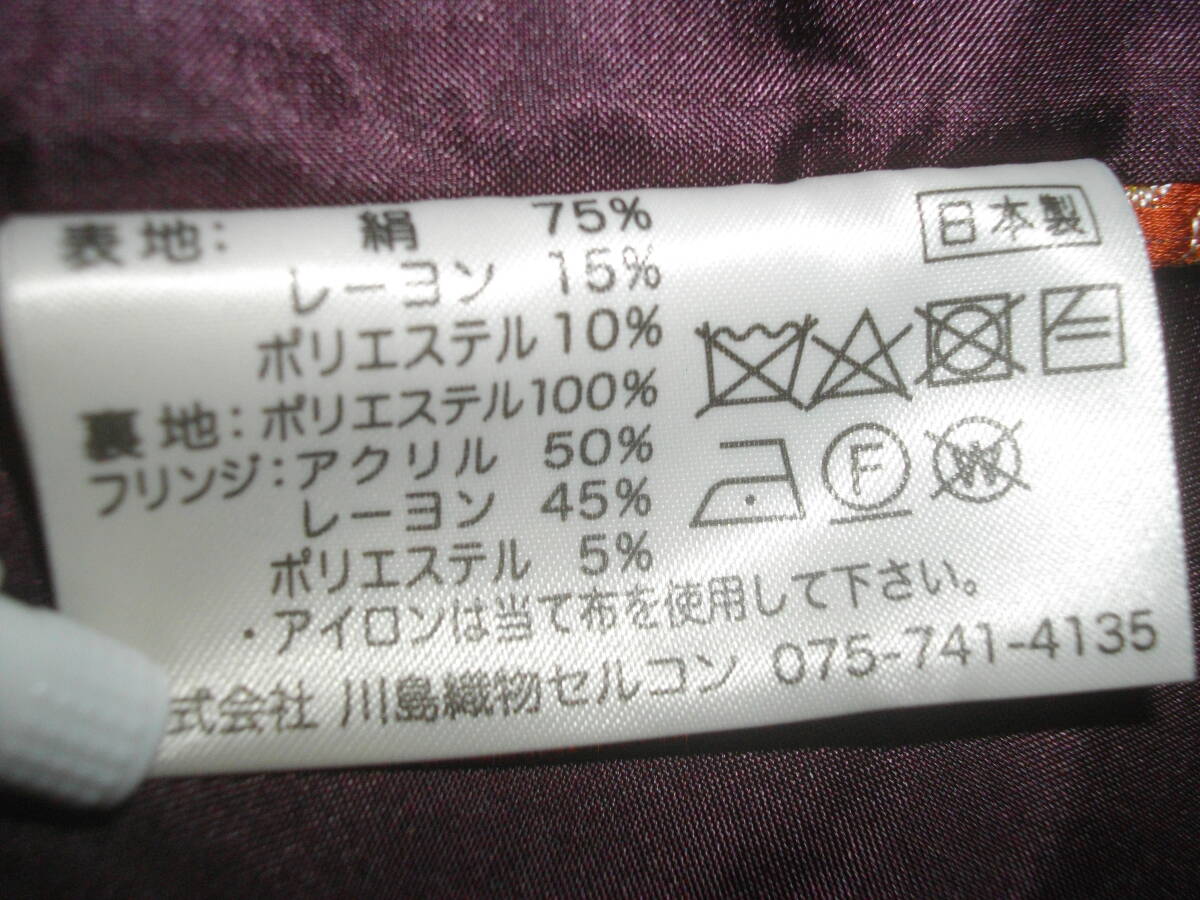 日本製
表地: 絹 75%
レーヨン 15%
ポリエステル 10%
裏地: ポリエステル 100%
フリンジ: アクリル 50%
レーヨン 45%
ポリエステル 5%
F W
・アイロンは当て布を使用して下さい。
式会社 川島織物セルコン 075-741-4135